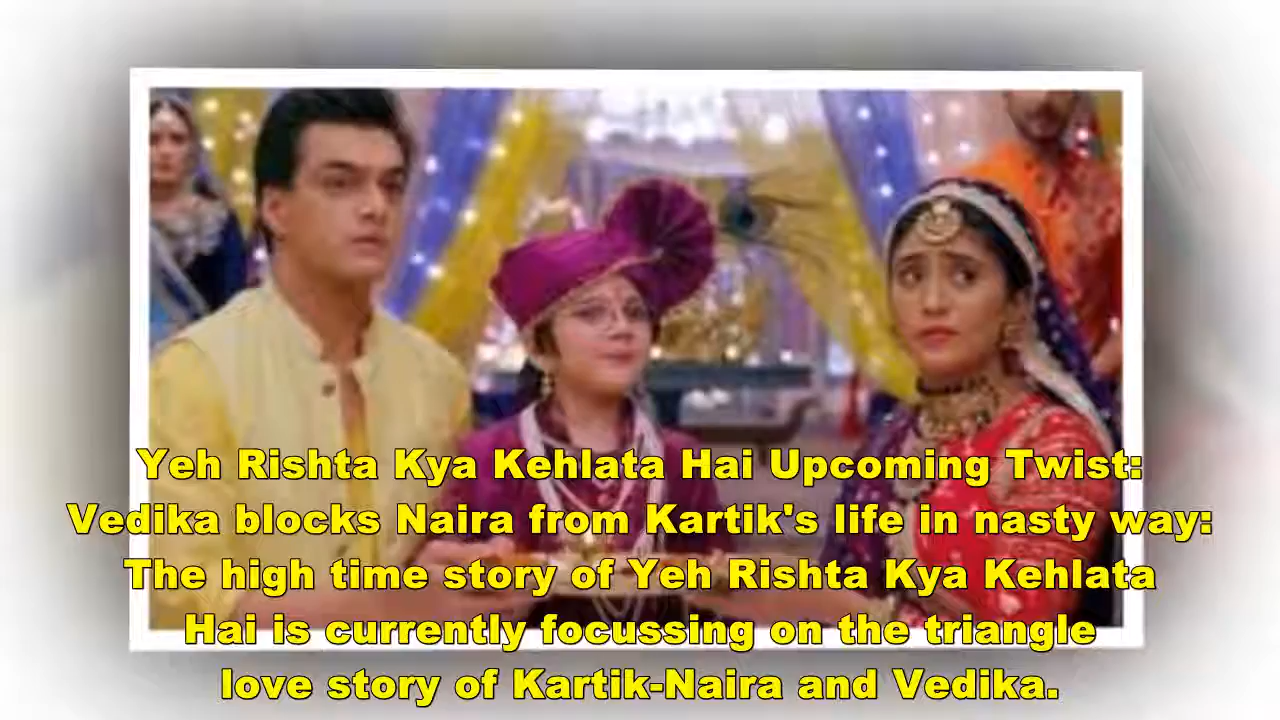 Yeh Rishta Kya Kehlata Hai Upcoming Twist:
Vedika blocks Naira from Kartik's life in nasty way:
The high time story of Yeh Rishta Kya Kehlata
Hai is currently focussing on the triangle
love story of Kartik-Naira and Vedika.